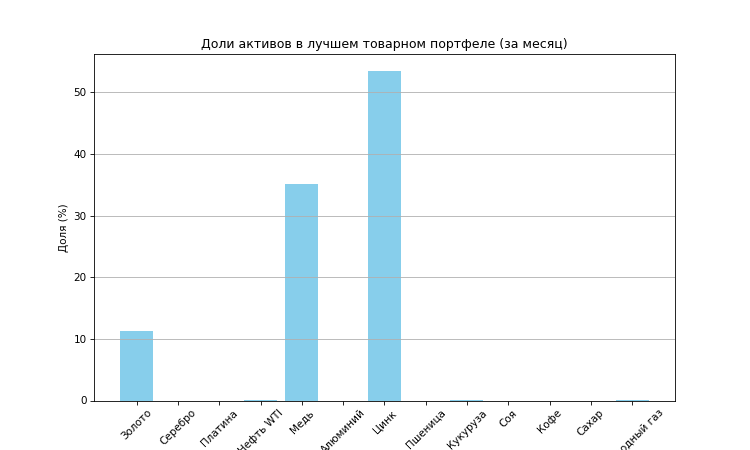 Доли активов в лучшем товарном портфеле (за месяц)
Доля (%)
50
40
30
20
10
0
Золото
Серебро
Платина
Нефть WTI
Медь
Алюминий
Цинк
Пшеница
Кукуруза
Соя
Кофе
Сахар
одный газ